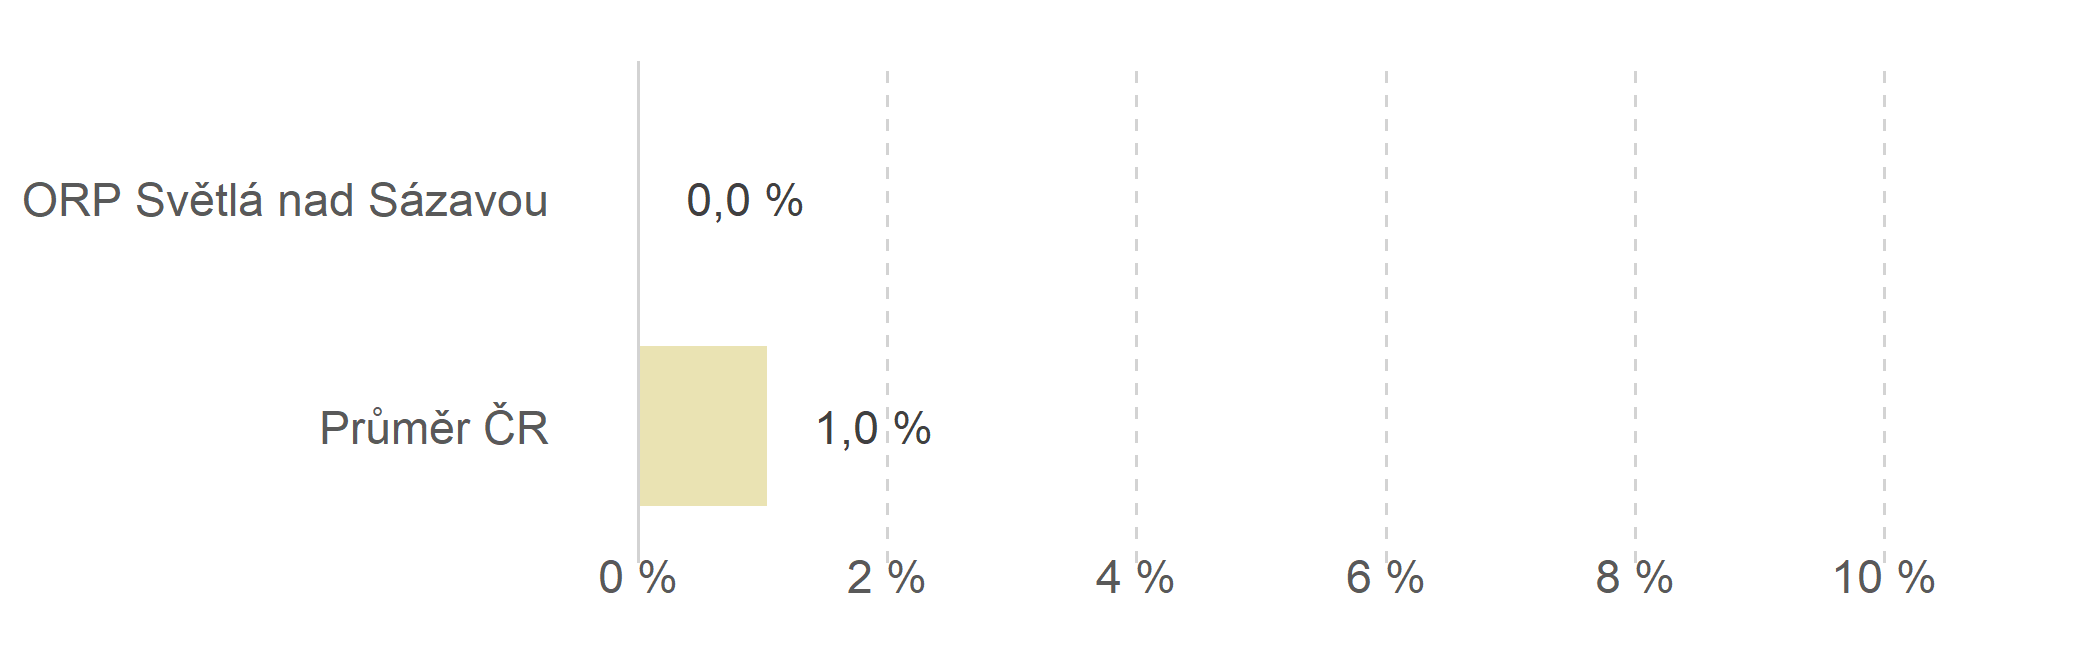 ORP Světlá nad Sázavou 0,0 %
Průměr ČR 1,0 %
0 % 2 % 4 % 6 % 8 % 10 %